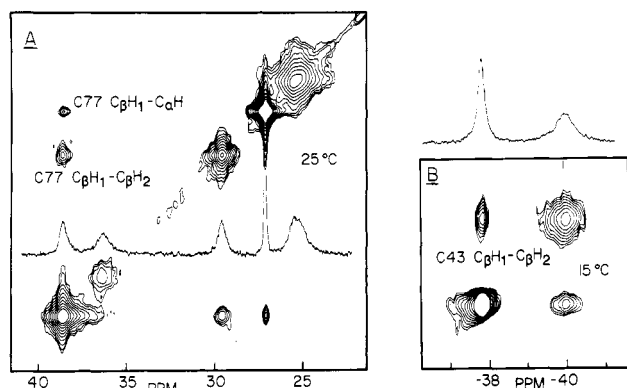 A
C77 CβH1-CαH
C77 CβH1-CβH2
25°C
40 35 30 25
PPM
B
C43 CβH1-CβH2
15°C
-38 PPM -40